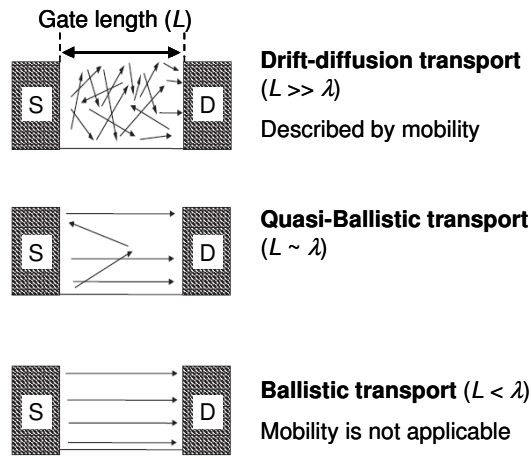 Gate length (L)
S
D
Drift-diffusion transport
(L >> λ)
Described by mobility
S
D
Quasi-Ballistic transport
(L ~ λ)
S
D
Ballistic transport (L < λ)
Mobility is not applicable